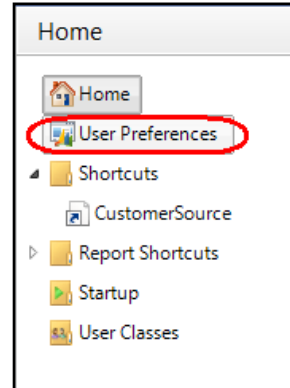 Home
Home
User Preferences
Shortcuts
CustomerSource
Report Shortcuts
Startup
User Classes